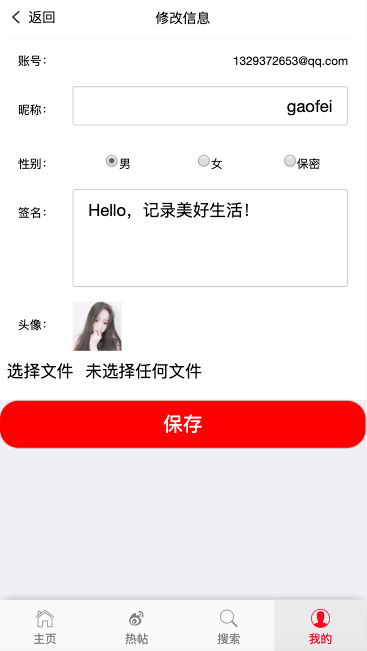 返回 修改信息
账号： 1329372653@qq.com
昵称： gaofei
性别： 男 女 保密
签名： Hello，记录美好生活！
头像：
选择文件 未选择任何文件
保存
主页 热帖 搜索 我的